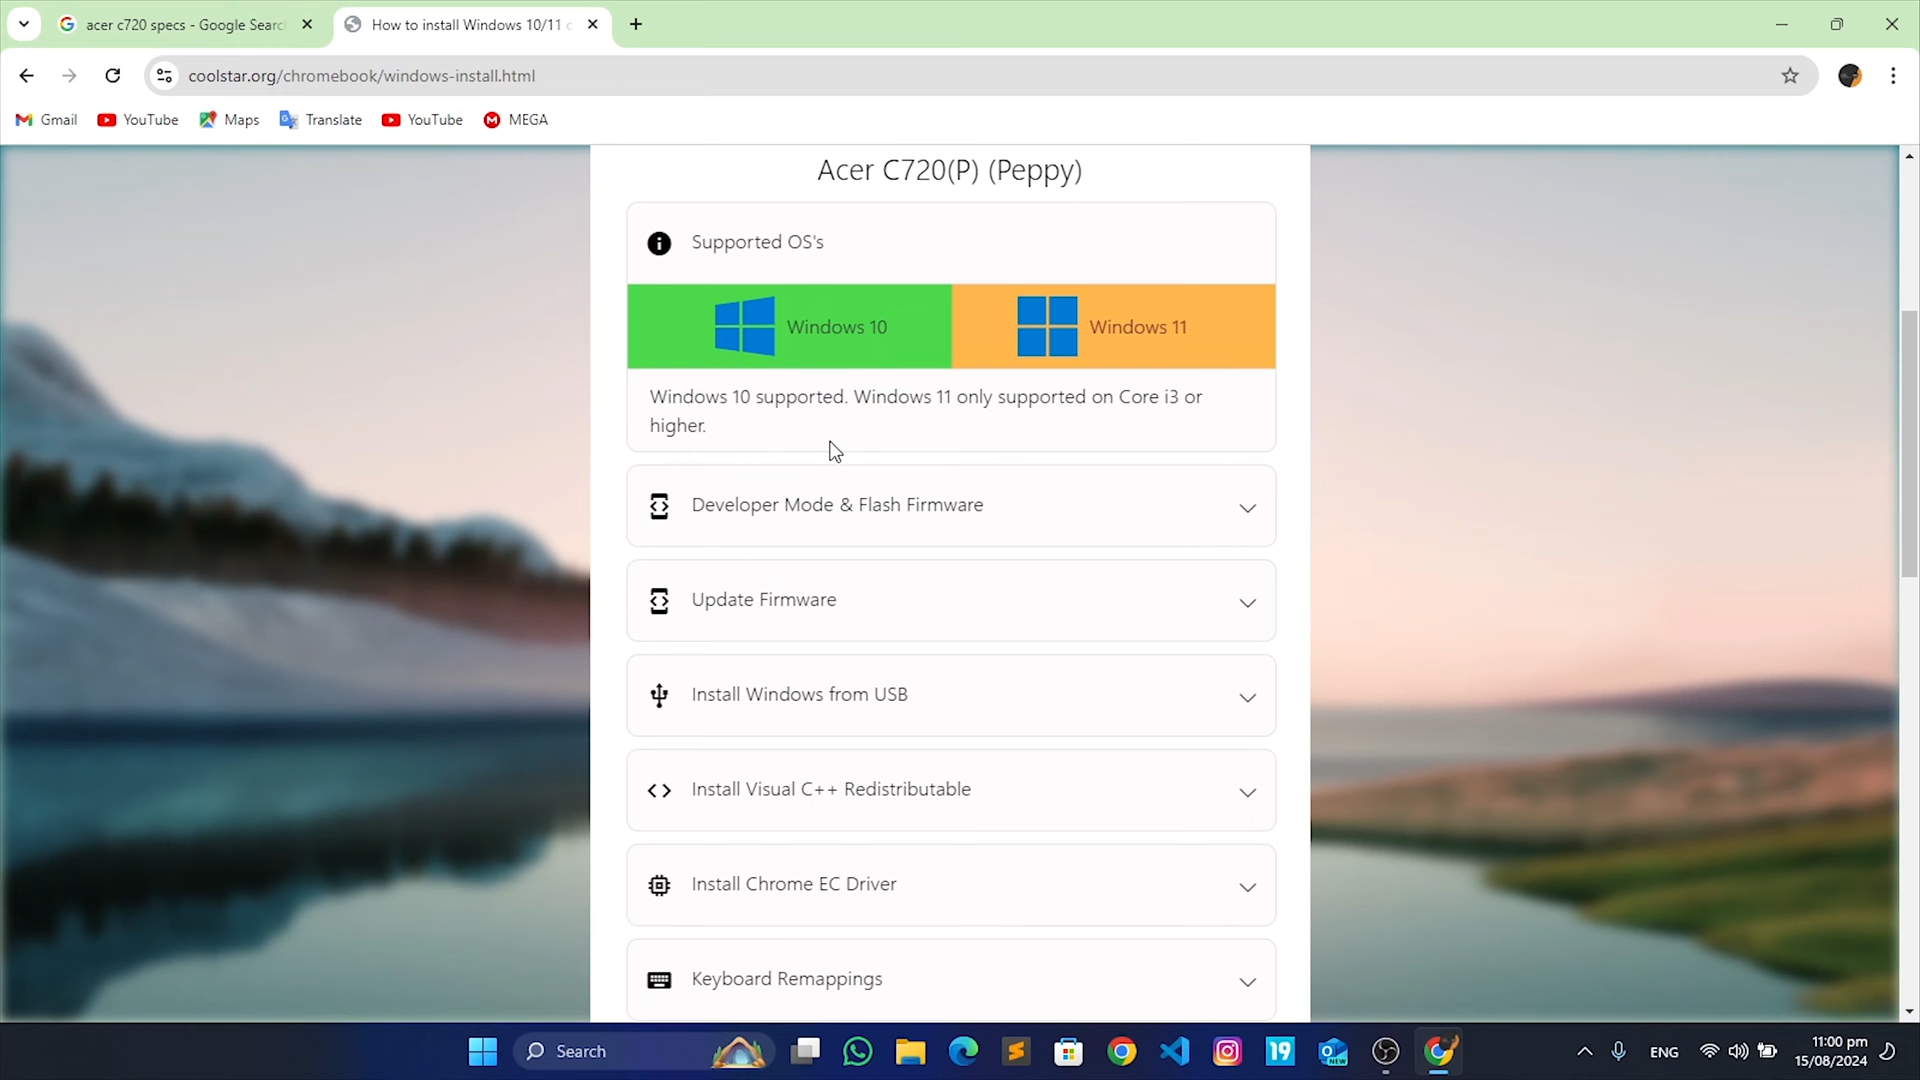 acer c720 specs - Google Searc
How to install Windows 10/11 o
coolstar.org/chromebook/windows-install.html
Gmail
YouTube
Maps
Translate
YouTube
MEGA
Acer C720(P) (Peppy)
Supported OS's
Windows 10
Windows 11
Windows 10 supported. Windows 11 only supported on Core i3 or
higher.
Developer Mode & Flash Firmware
Update Firmware
Install Windows from USB
Install Visual C++ Redistributable
Install Chrome EC Driver
Keyboard Remappings
Search
19
NEW
ENG
11:00 pm
15/08/2024